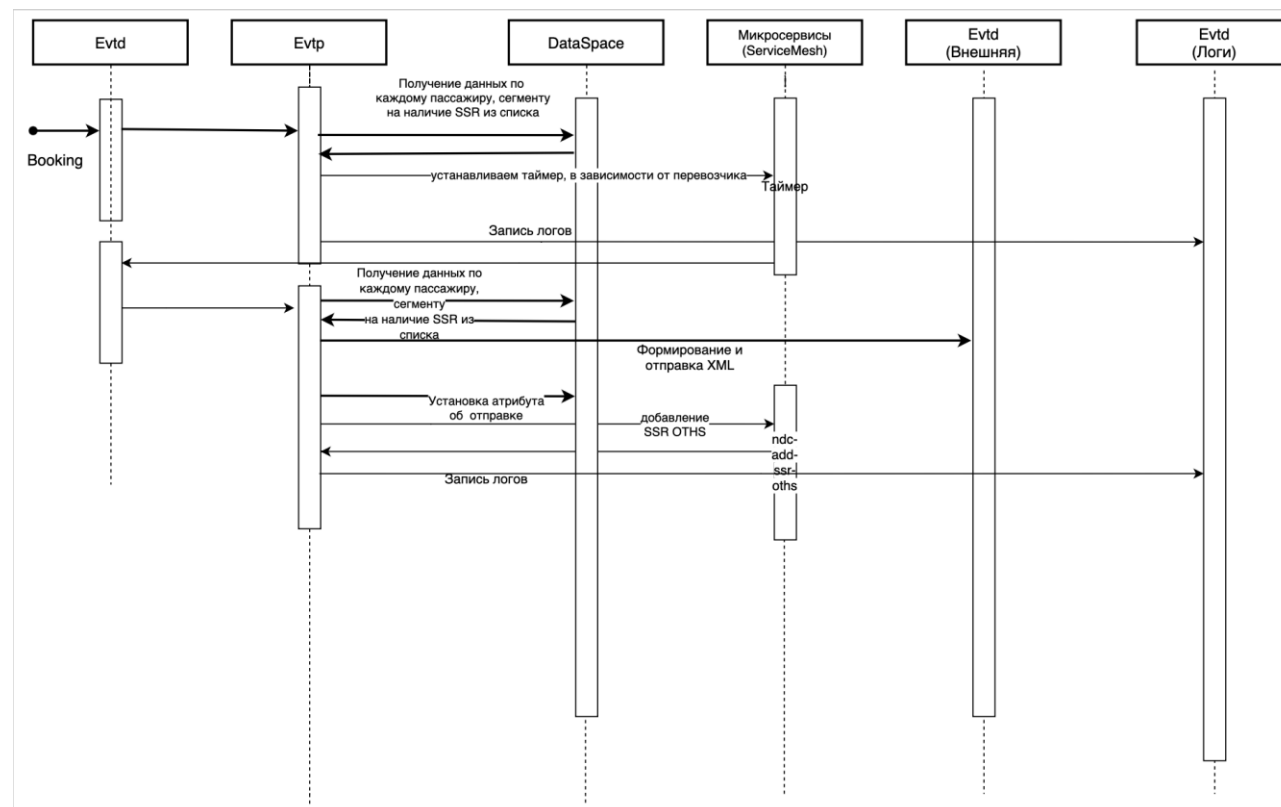 Evtd
Evtp
DataSpace
Микросервисы
(ServiceMesh)
Evtd
(Внешняя)
Evtd
(Логи)
Получение данных по
каждому пассажиру, сегменту
на наличие SSR из списка
Booking
устанавливаем таймер, в зависимости от перевозчика
Таймер
Запись логов
Получение данных по
каждому пассажиру,
сегменту
на наличие SSR из
списка
Формирование и
отправка XML
Установка атрибута
об отправке
добавление
SSR OTHS
ndc-
add-
ssr-
oths
Запись логов